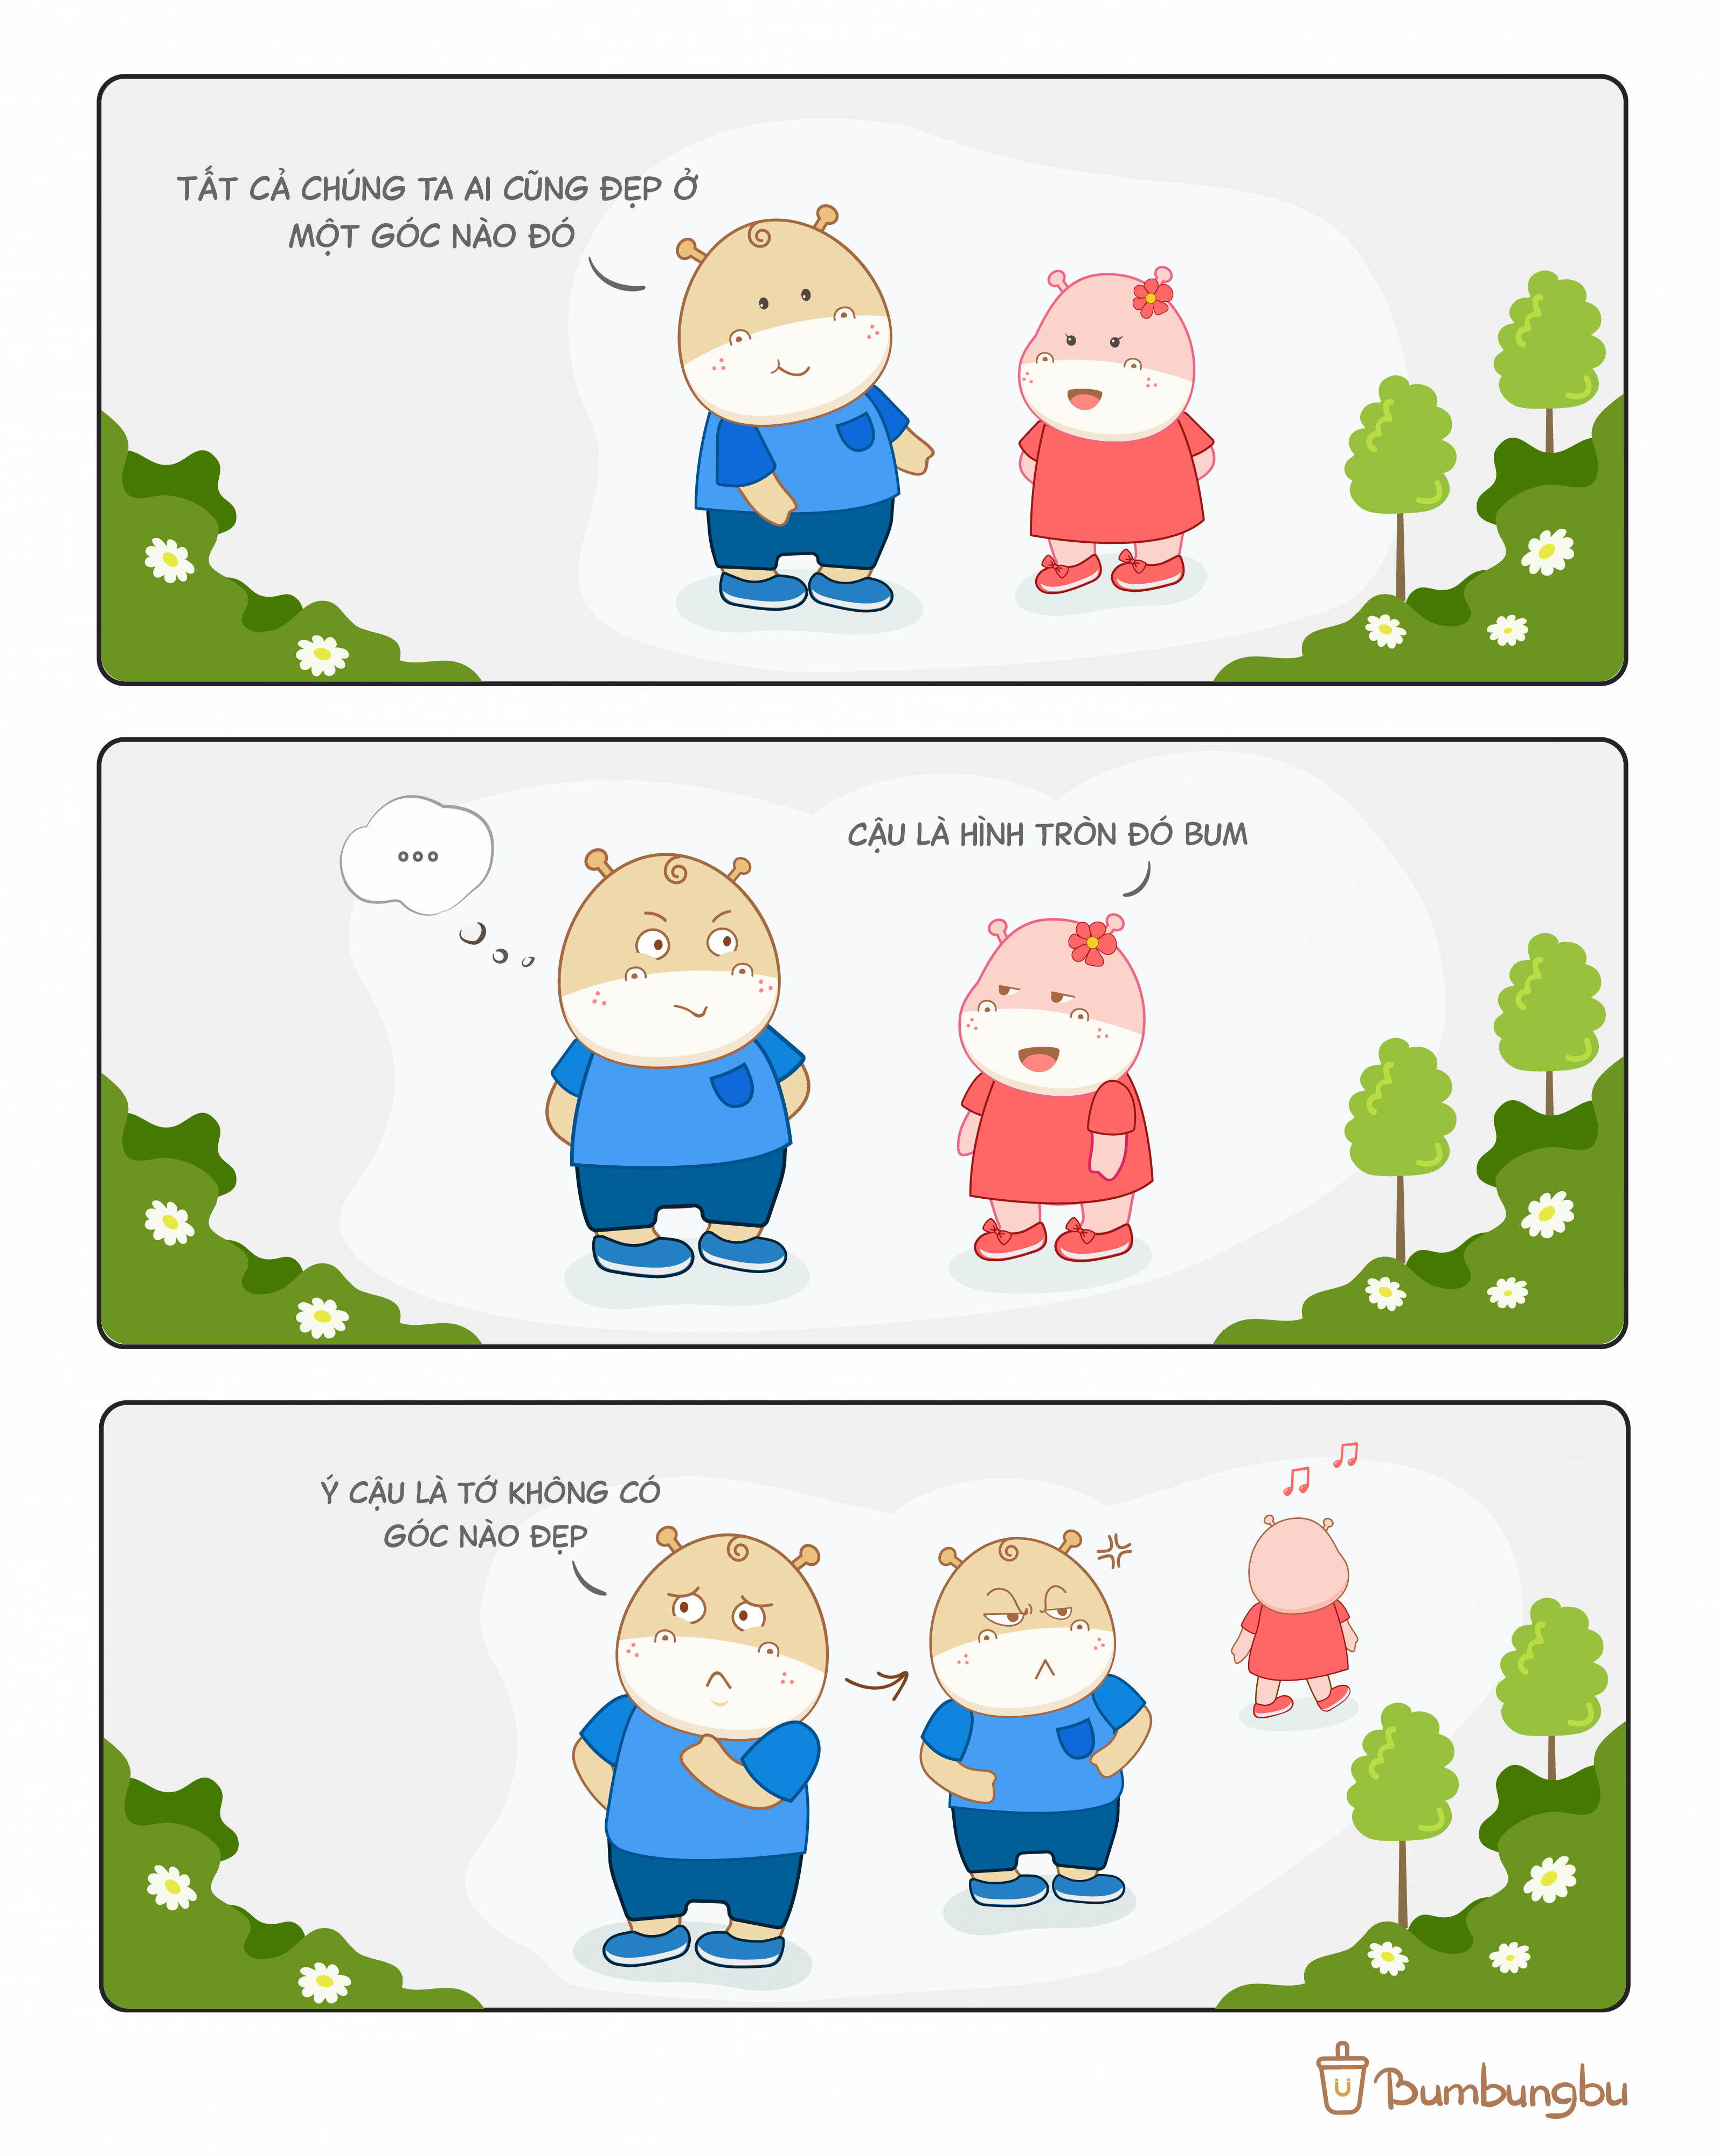 TẤT CẢ CHÚNG TA AI CŨNG ĐẸP Ở
MỘT GÓC NÀO ĐÓ
CẬU LÀ HÌNH TRÒN ĐÓ BUM
Ý CẬU LÀ TỚ KHÔNG CÓ
GÓC NÀO ĐẸP
Bumbungbu